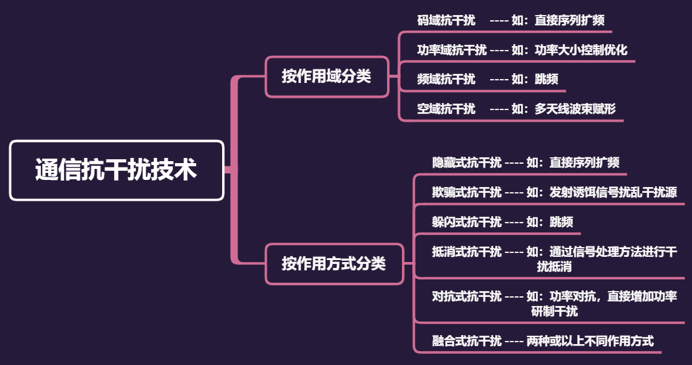 通信抗干扰技术
按作用域分类
码域抗干扰 ---- 如：直接序列扩频
功率域抗干扰 ---- 如：功率大小控制优化
频域抗干扰 ---- 如：跳频
空域抗干扰 ---- 如：多天线波束赋形
按作用方式分类
隐藏式抗干扰 ---- 如：直接序列扩频
欺骗式抗干扰 ---- 如：发射诱饵信号扰乱干扰源
躲闪式抗干扰 ---- 如：跳频
抵消式抗干扰 ---- 如：通过信号处理方法进行干
扰抵消
对抗式抗干扰 ---- 如：功率对抗，直接增加功率
研制干扰
融合式抗干扰 ---- 两种或以上不同作用方式